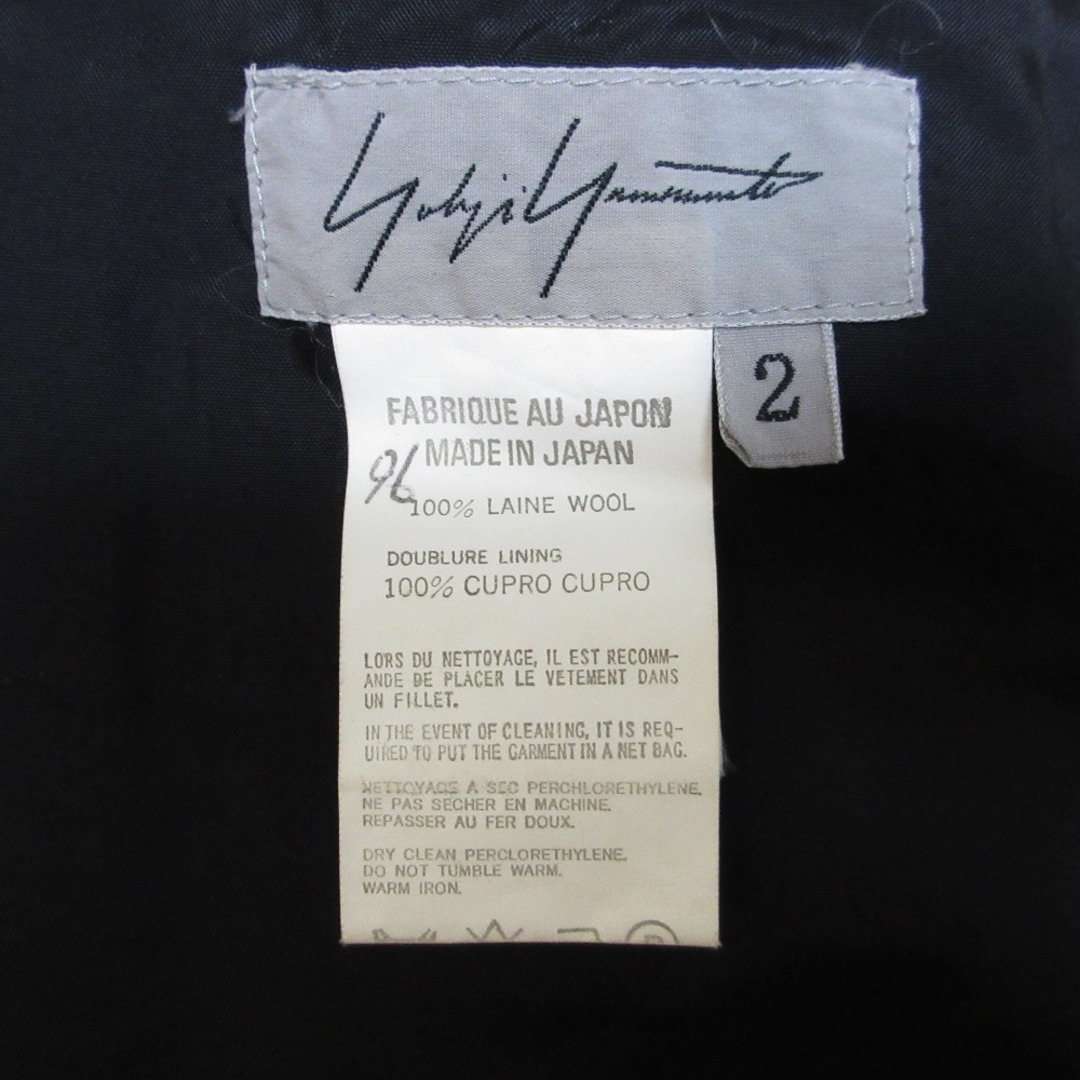 Yohji Yamamoto
2
FABRIQUE AU JAPON
MADE IN JAPAN
96
100% LAINE WOOL
DOUBLURE LINING
100% CUPRO CUPRO
LORS DU NETTOYAGE, IL EST RECOMM-
ANDE DE PLACER LE VETEMENT DANS
UN FILLET.
IN THE EVENT OF CLEANING, IT IS REQ-
UIRED TO PUT THE GARMENT IN A NET BAG.
NETTCYAGE A SEC PERCHLORETHYLENE.
NE PAS SECHER EN MACHINE.
REPASSER AU FER DOUX.
DRY CLEAN PERCLORETHYLENE.
DO NOT TUMBLE WARM.
WARM IRON.
P